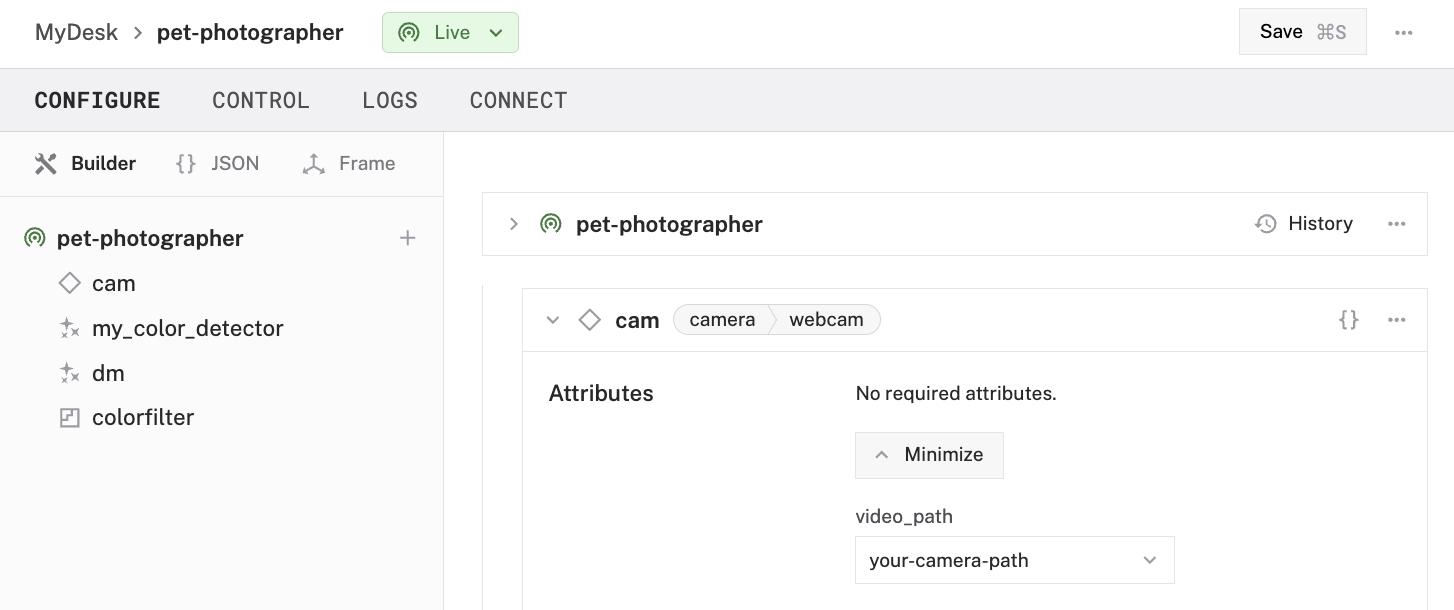 MyDesk > pet-photographer Live Save ⌘S ...
CONFIGURE CONTROL LOGS CONNECT
Builder {} JSON Frame
pet-photographer +
cam
my_color_detector
dm
colorfilter
pet-photographer History ...
cam camera webcam {} ...
Attributes No required attributes.
Minimize
video_path
your-camera-path